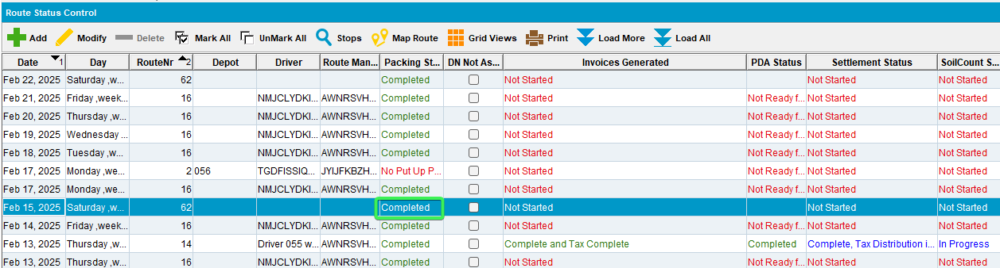 Route Status Control
Add Modify Delete Mark All UnMark All Stops Map Route Grid Views Print Load More Load All
Date 1 Day RouteNr 2 Depot Driver Route Man... Packing St... DN Not As... Invoices Generated PDA Status Settlement Status SoilCount S...
Feb 22, 2025 Saturday ,w... 62 Completed Not Started Not Started Not Started
Feb 21, 2025 Friday ,week... 16 NMJCLYDKI... AWNRSVH... Completed Not Started Not Ready f... Not Started Not Started
Feb 20, 2025 Thursday ,w... 16 NMJCLYDKI... AWNRSVH... Completed Not Started Not Ready f... Not Started Not Started
Feb 19, 2025 Wednesday ... 16 NMJCLYDKI... AWNRSVH... Completed Not Started Not Ready f... Not Started Not Started
Feb 18, 2025 Tuesday ,w... 16 NMJCLYDKI... AWNRSVH... Completed Not Started Not Ready f... Not Started Not Started
Feb 17, 2025 Monday ,we... 2 056 TGDFISSIQ... JYIJFKBZH... No Put Up P... Not Started Not Ready f... Not Started Not Started
Feb 17, 2025 Monday ,we... 16 NMJCLYDKI... AWNRSVH... Completed Not Started Not Ready f... Not Started Not Started
Feb 15, 2025 Saturday ,w... 62 Completed Not Started Not Started Not Started
Feb 14, 2025 Friday ,week... 16 NMJCLYDKI... AWNRSVH... Completed Not Started Not Ready f... Not Started Not Started
Feb 13, 2025 Thursday ,w... 14 Driver 055 w... AWNRSVH... Completed Complete and Tax Complete Completed Complete, Tax Distribution i... In Progress
Feb 13, 2025 Thursday ,w... 16 NMJCLYDKI... AWNRSVH... Completed Not Started Not Ready f... Not Started Not Started